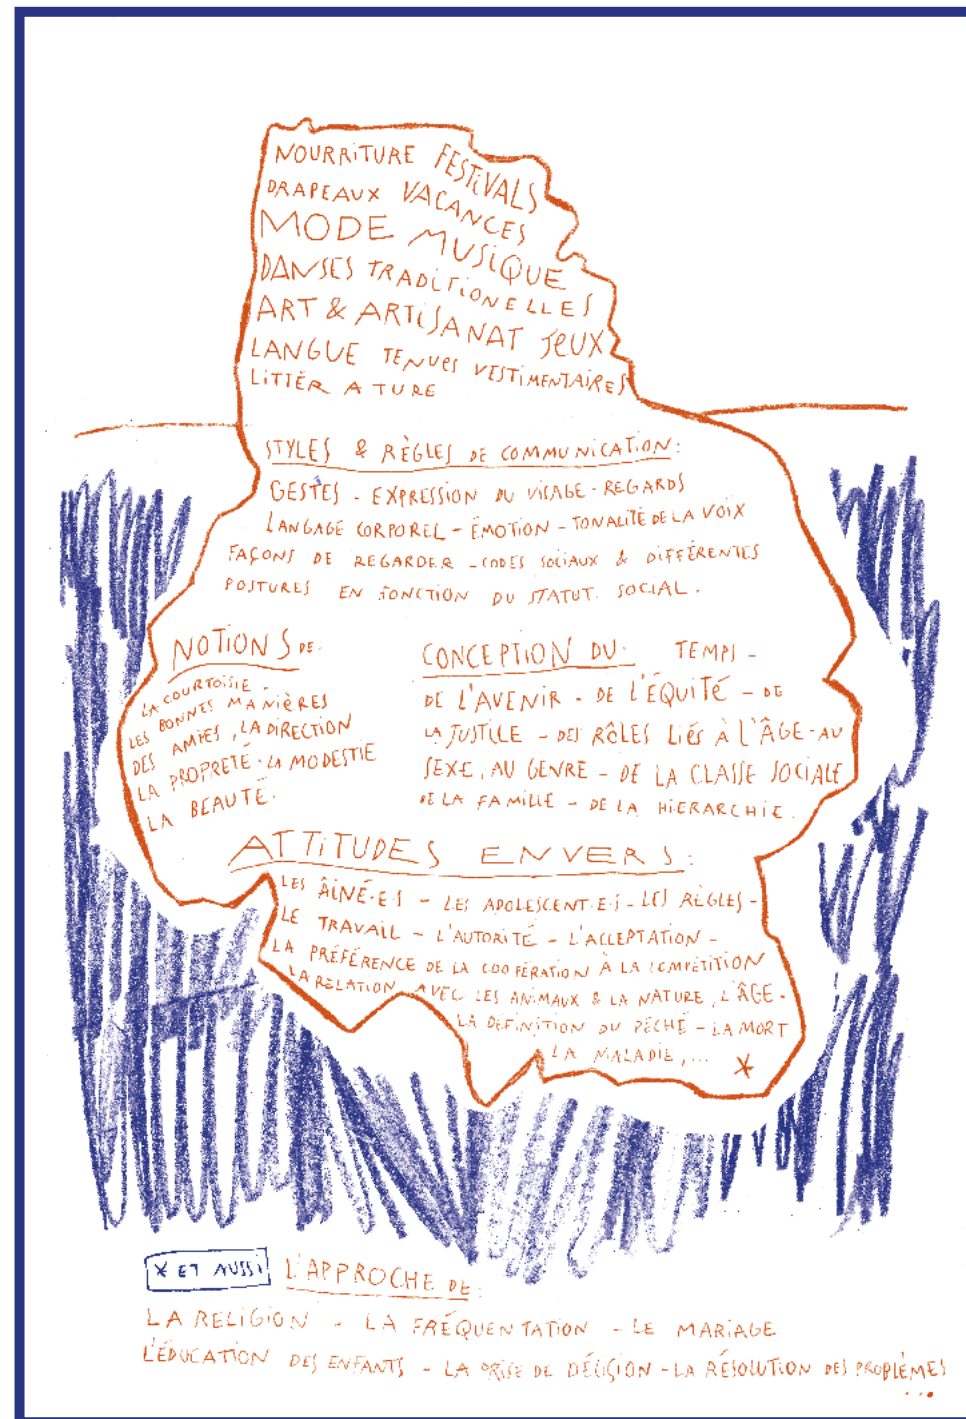 NOURRITURE FESTIVALS
DRAPEAUX VACANCES
MODE MUSIQUE
DANSES TRADITIONELLES
ART & ARTISANAT JEUX
LANGUE TENUES VESTIMENTAIRES
LITTÉRATURE
STYLES & RÈGLES DE COMMUNICATION:
GESTES - EXPRESSION DU VISAGE - REGARDS
LANGAGE CORPOREL - ÉMOTION - TONALITÉ DE LA VOIX
FAÇONS DE REGARDER - CODES SOCIAUX & DIFFÉRENTES
POSTURES EN FONCTION DU STATUT SOCIAL.
NOTIONS DE:
LA COURTOISIE -
LES BONNES MANIÈRES
DES AMIES, LA DIRECTION
LA PROPRETÉ - LA MODESTIE
LA BEAUTÉ.
CONCEPTION DU: TEMPS -
DE L'AVENIR - DE L'ÉQUITÉ - DE
LA JUSTICE - DES RÔLES LIÉS À L'ÂGE - AU
SEXE, AU GENRE - DE LA CLASSE SOCIALE
DE LA FAMILLE - DE LA HIERARCHIE.
ATTITUDES ENVERS:
LES AÎNÉ·E·S - LES ADOLESCENT·E·S - LES RÈGLES -
LE TRAVAIL - L'AUTORITÉ - L'ACCEPTATION -
LA PRÉFÉRENCE DE LA COOPÉRATION À LA COMPÉTITION
LA RELATION AVEC LES ANIMAUX & LA NATURE, L'ÂGE -
LA DÉFINITION DU PÉCHÉ - LA MORT
LA MALADIE,... *
* ET AUSSI L'APPROCHE DE:
LA RELIGION - LA FRÉQUENTATION - LE MARIAGE
L'ÉDUCATION DES ENFANTS - LA PRISE DE DÉCISION - LA RÉSOLUTION DES PROBLÈMES
...